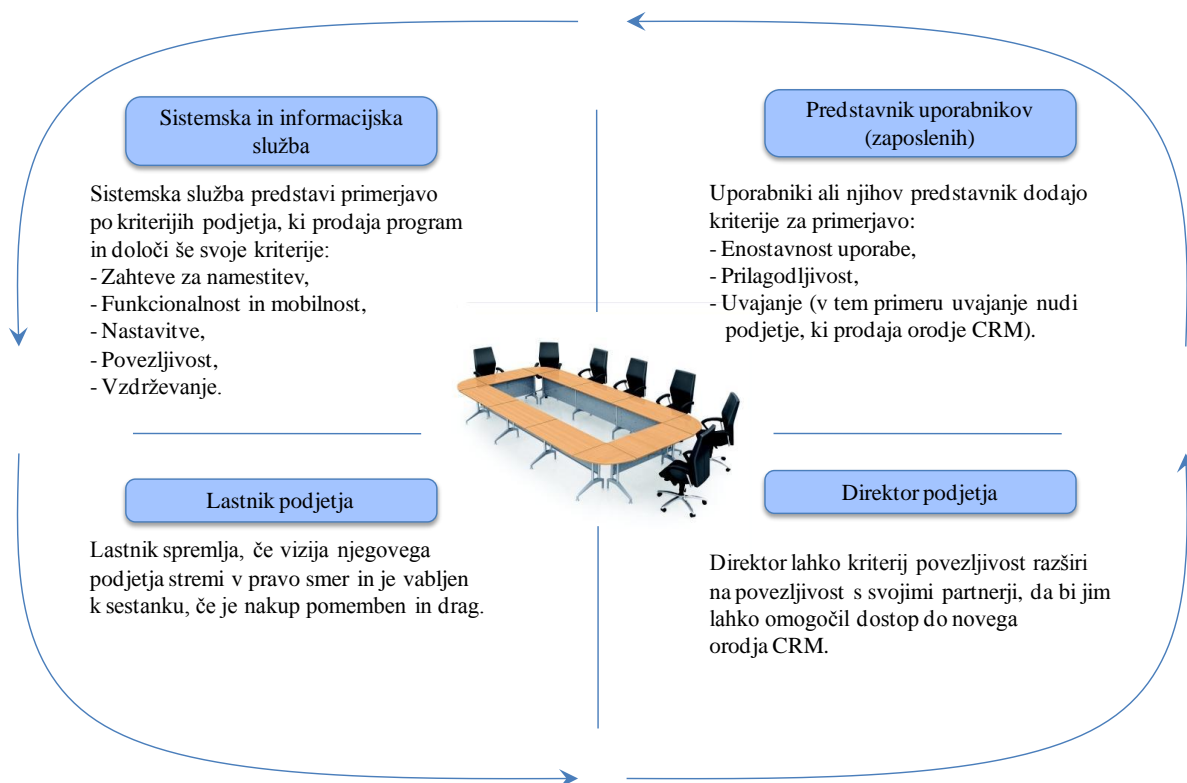 Sistemska in informacijska
služba
Sistemska služba predstavi primerjavo
po kriterijih podjetja, ki prodaja program
in določi še svoje kriterije:
- Zahteve za namestitev,
- Funkcionalnost in mobilnost,
- Nastavitve,
- Povezljivost,
- Vzdrževanje.
Predstavnik uporabnikov
(zaposlenih)
Uporabniki ali njihov predstavnik dodajo
kriterije za primerjavo:
- Enostavnost uporabe,
- Prilagodljivost,
- Uvajanje (v tem primeru uvajanje nudi
podjetje, ki prodaja orodje CRM).
Lastnik podjetja
Lastnik spremlja, če vizija njegovega
podjetja stremi v pravo smer in je vabljen
k sestanku, če je nakup pomemben in drag.
Direktor podjetja
Direktor lahko kriterij povezljivost razširi
na povezljivost s svojimi partnerji, da bi jim
lahko omogočil dostop do novega
orodja CRM.